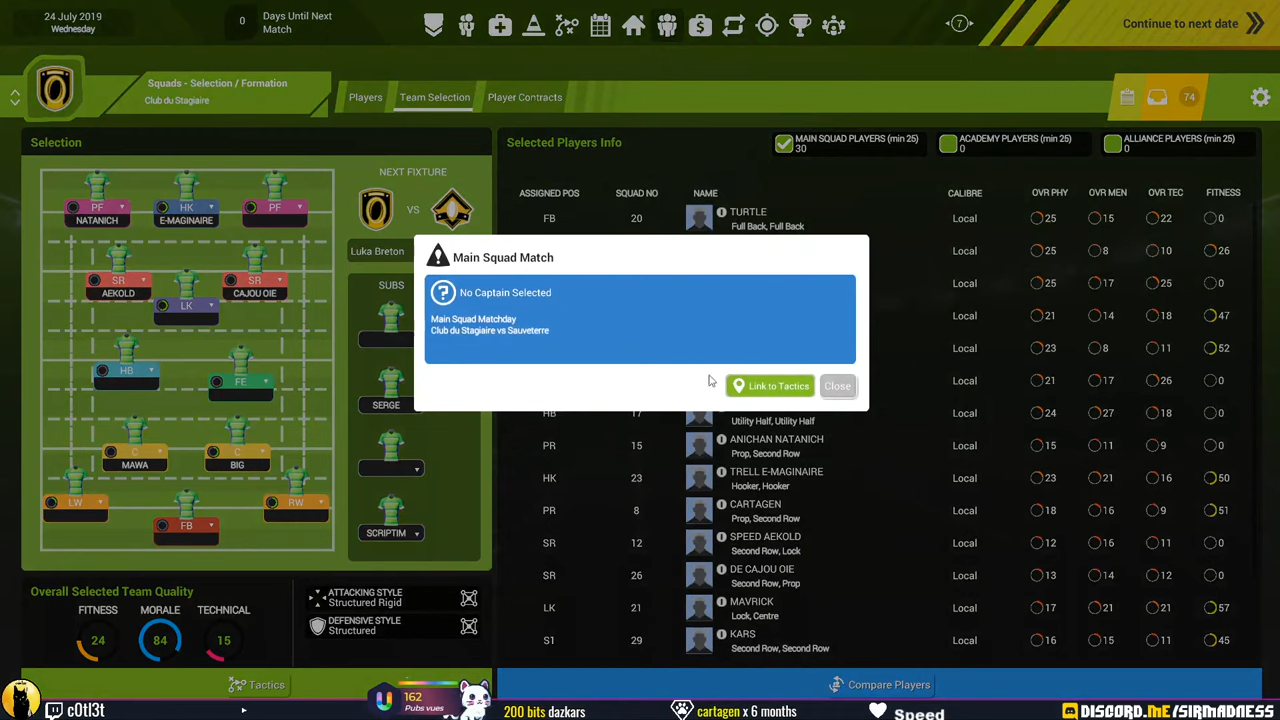 24 July 2019
Wednesday
0
Days Until Next
Match
7
Continue to next date
Squads - Selection / Formation
Club du Stagiaire
Players
Team Selection
Player Contracts
74
Selection
NEXT FIXTURE
VS
Luka Breton
SUBS
SERGE
SCRIPTIM
PF
NATANICH
HK
E-MAGINAIRE
PF
SR
AEKOLD
SR
CAJOU OIE
LK
HB
FE
C
MAWA
C
BIG
LW
RW
FB
Selected Players Info
MAIN SQUAD PLAYERS (min 25)
30
ACADEMY PLAYERS (min 25)
0
ALLIANCE PLAYERS (min 25)
0
ASSIGNED POS SQUAD NO NAME CALIBRE OVR PHY OVR MEN OVR TEC FITNESS
FB 20 TURTLE Local 25 15 22 0
Full Back, Full Back
Local 25 8 10 26
Local 25 17 25 0
Local 21 14 18 47
Local 23 8 11 52
Local 21 17 26 0
HB 17 Local 24 27 18 0
Utility Half, Utility Half
PR 15 ANICHAN NATANICH Local 15 11 9 0
Prop, Second Row
HK 23 TRELL E-MAGINAIRE Local 23 21 16 50
Hooker, Hooker
PR 8 CARTAGEN Local 18 16 9 51
Prop, Second Row
SR 12 SPEED AEKOLD Local 12 16 11 0
Second Row, Lock
SR 26 DE CAJOU OIE Local 13 14 12 0
Second Row, Prop
LK 21 MAVRICK Local 17 21 21 57
Lock, Centre
S1 29 KARS Local 16 15 11 45
Second Row, Second Row
Main Squad Match
No Captain Selected
Main Squad Matchday
Club du Stagiaire vs Sauveterre
Link to Tactics
Close
Overall Selected Team Quality
FITNESS MORALE TECHNICAL
24 84 15
ATTACKING STYLE
Structured Rigid
DEFENSIVE STYLE
Structured
Tactics
Compare Players
c0tl3t
162
Pubs vues
200 bits dazkars
cartagen x 6 months
Speed
DISCORD.ME/SIRMADNESS